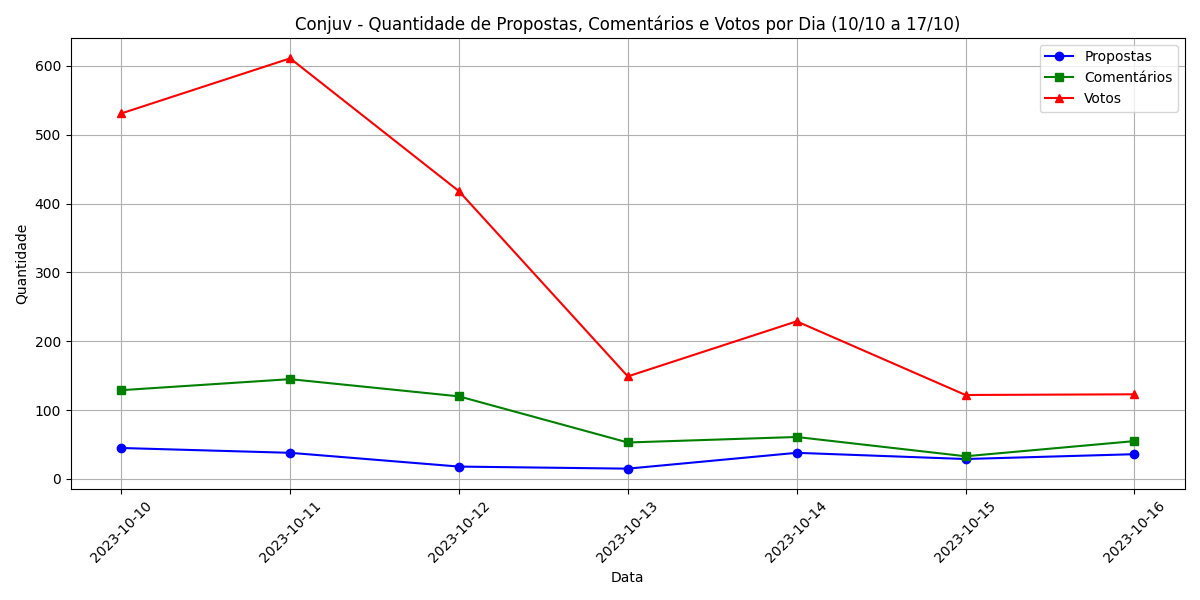 Conjuv - Quantidade de Propostas, Comentários e Votos por Dia (10/10 a 17/10)
Propostas
Comentários
Votos
Quantidade
600
500
400
300
200
100
0
2023-10-10
2023-10-11
2023-10-12
2023-10-13
2023-10-14
2023-10-15
2023-10-16
Data